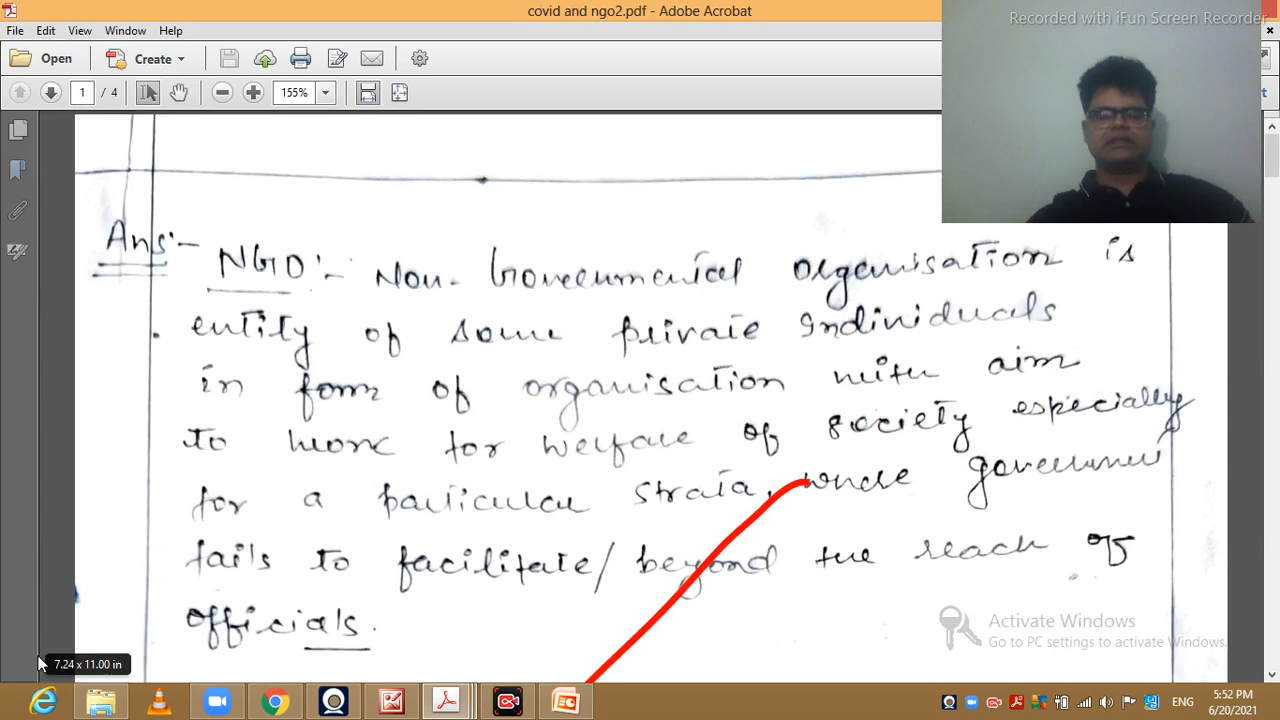 covid and ngo2.pdf - Adobe Acrobat
Recorded with iFun Screen Recorder
File Edit View Window Help
Open Create
1 / 4 155%
Ans:-
NGO:- Non-Governmental organisation is
entity of some private individuals
in form of organisation with aim
to work for welfare of society especially
for a particular strata, where government
fails to facilitate/ beyond the reach of
officials.
Activate Windows
Go to PC settings to activate Windows.
7.24 x 11.00 in
ENG 5:52 PM
6/20/2021